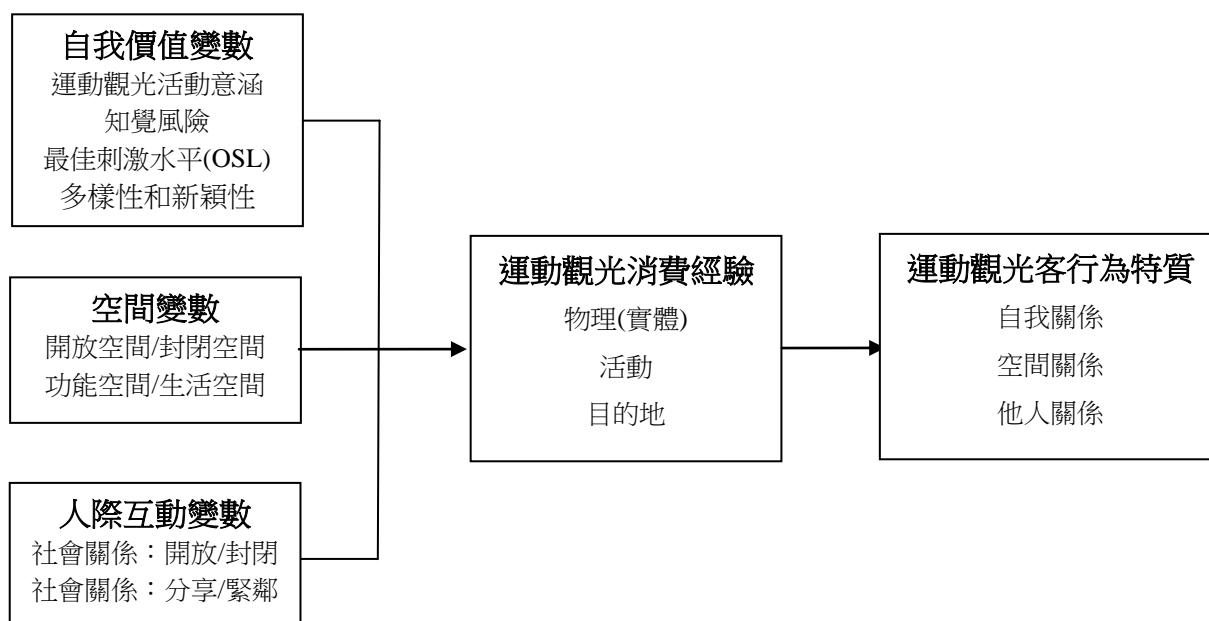 自我價值變數
運動觀光活動意涵
知覺風險
最佳刺激水平(OSL)
多樣性和新穎性
空間變數
開放空間/封閉空間
功能空間/生活空間
人際互動變數
社會關係：開放/封閉
社會關係：分享/緊鄰
運動觀光消費經驗
物理(實體)
活動
目的地
運動觀光客行為特質
自我關係
空間關係
他人關係